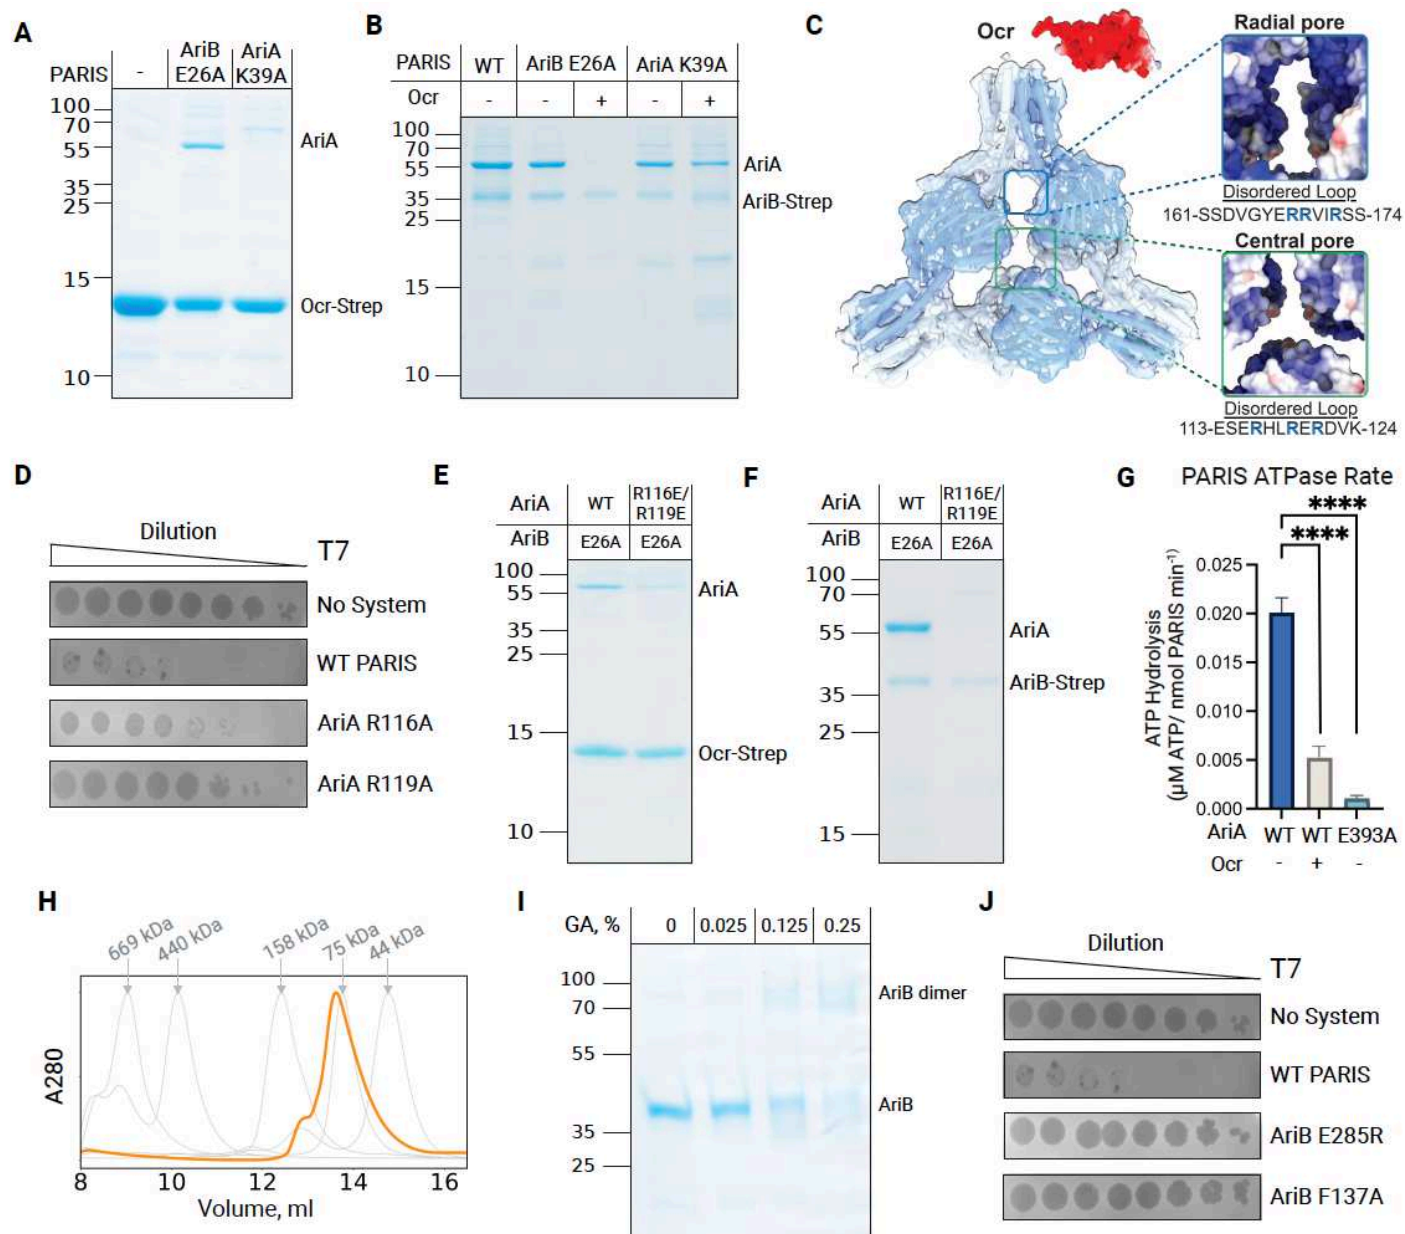 A
AriB AriA
PARIS - E26A K39A
100
70
55
35
25
15
10
AriA
Ocr-Strep
B
PARIS WT AriB E26A AriA K39A
Ocr - - + - +
100
70
55
35
25
15
10
AriA
AriB-Strep
C
Ocr
Radial pore
Disordered Loop
161-SSDVGYERRVIRSS-174
Central pore
Disordered Loop
113-ESERHLRERDVK-124
D
Dilution
T7
No System
WT PARIS
AriA R116A
AriA R119A
E
AriA WT R116E/
R119E
AriB E26A E26A
100
55
35
25
15
10
AriA
Ocr-Strep
F
AriA WT R116E/
R119E
AriB E26A E26A
100
70
55
35
25
15
AriA
AriB-Strep
G
PARIS ATPase Rate
****
****
ATP Hydrolysis
(µM ATP/ nmol PARIS min⁻¹)
0.025
0.020
0.015
0.010
0.005
0.000
AriA WT WT E393A
Ocr - + -
H
669 kDa
440 kDa
158 kDa
75 kDa
44 kDa
A280
8 10 12 14 16
Volume, ml
I
GA, % 0 0.025 0.125 0.25
100
70
55
35
25
AriB dimer
AriB
J
Dilution
T7
No System
WT PARIS
AriB E285R
AriB F137A